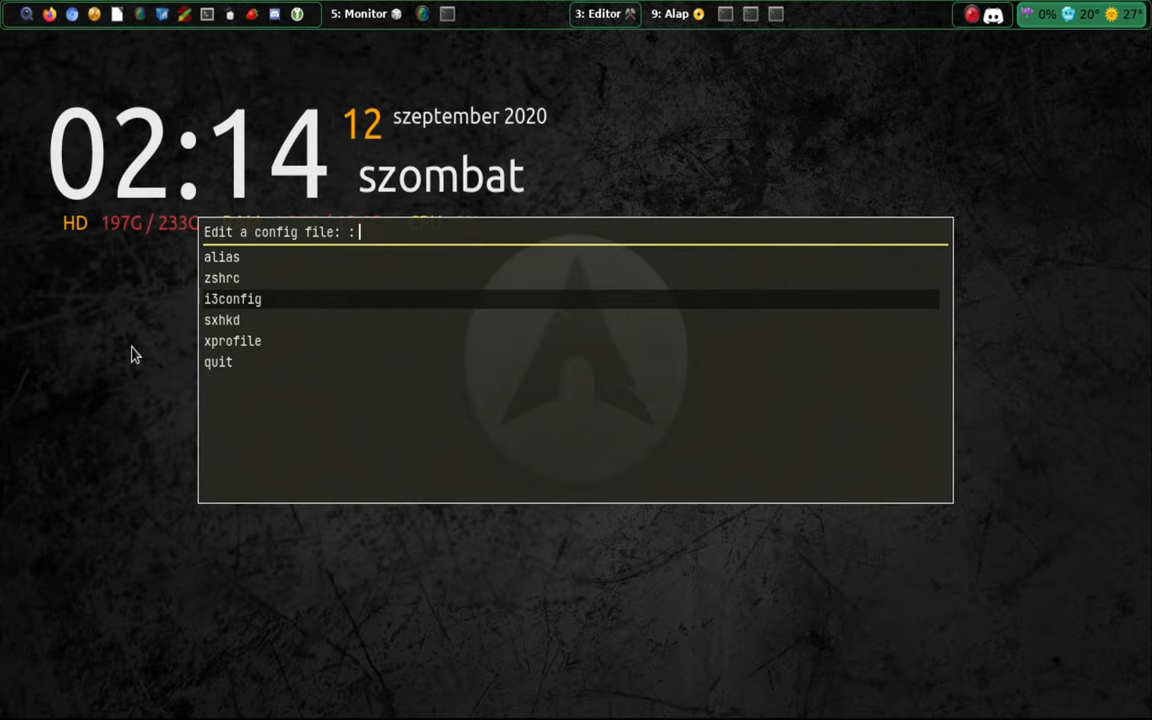 5: Monitor
3: Editor
9: Alap
0% 20° 27°
02:14
12 szeptember 2020
szombat
HD 197G / 233G
Edit a config file: :
alias
zshrc
i3config
sxhkd
xprofile
quit